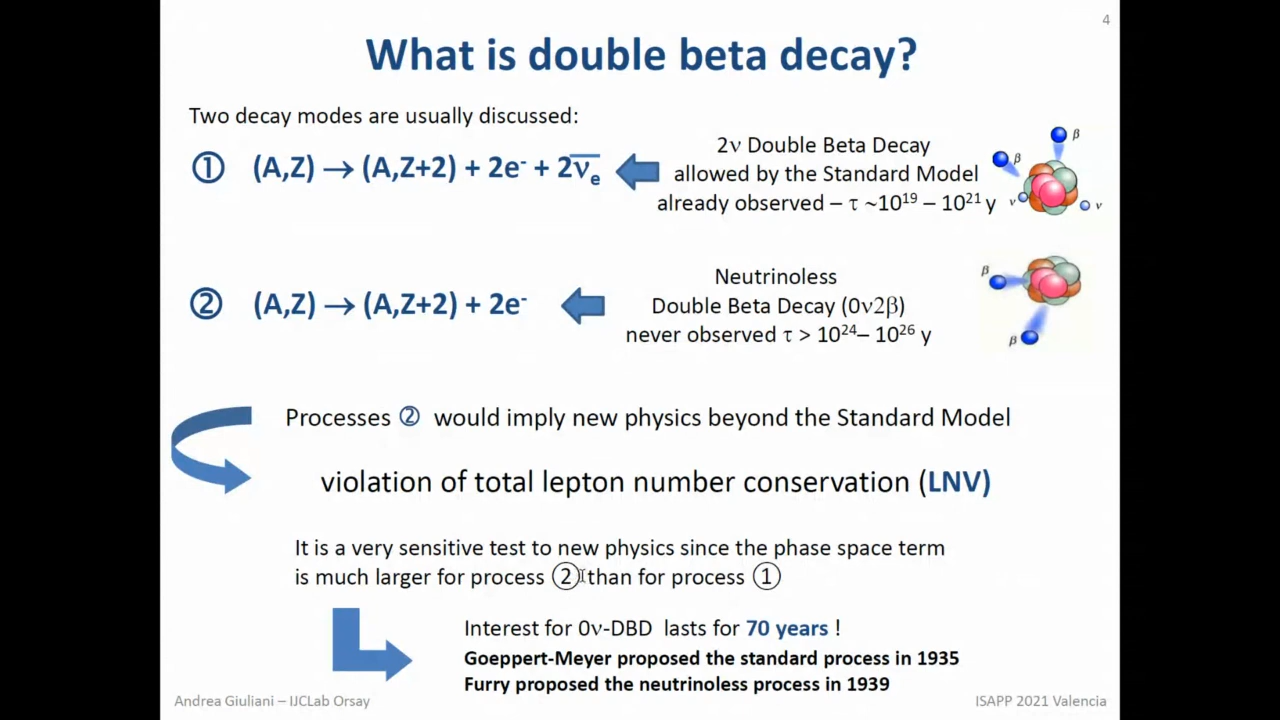 4
What is double beta decay?
Two decay modes are usually discussed:
① (A,Z) → (A,Z+2) + 2e⁻ + 2ν̅ₑ
2ν Double Beta Decay
allowed by the Standard Model
already observed – τ ~10¹⁹ – 10²¹ y
β
β
ν
ν
② (A,Z) → (A,Z+2) + 2e⁻
Neutrinoless
Double Beta Decay (0ν2β)
never observed τ > 10²⁴– 10²⁶ y
β
β
Processes ② would imply new physics beyond the Standard Model
violation of total lepton number conservation (LNV)
It is a very sensitive test to new physics since the phase space term
is much larger for process ② than for process ①
Interest for 0ν-DBD lasts for 70 years !
Goeppert-Meyer proposed the standard process in 1935
Furry proposed the neutrinoless process in 1939
Andrea Giuliani – IJCLab Orsay
ISAPP 2021 Valencia